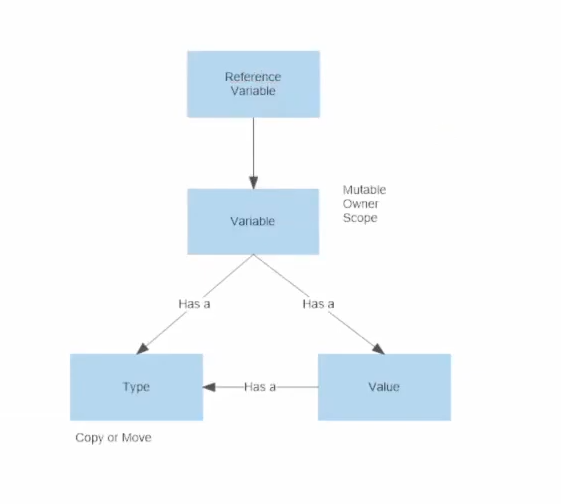 Reference
Variable
Variable
Mutable
Owner
Scope
Has a
Has a
Type
Has a
Value
Copy or Move